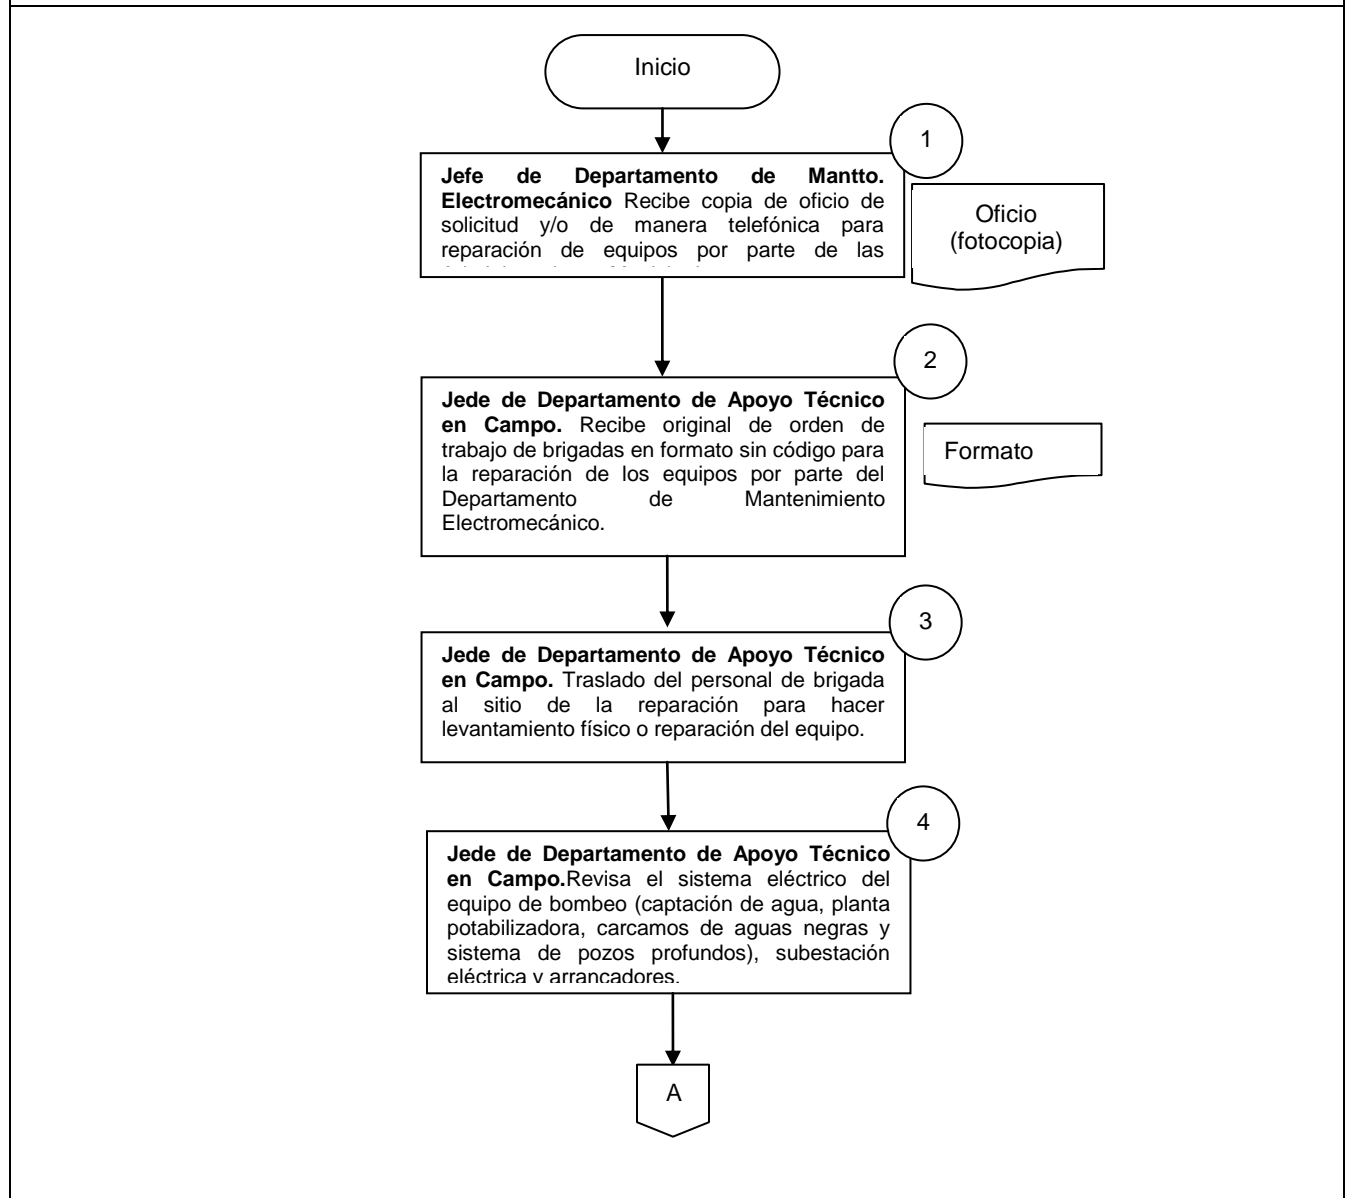 Inicio
1
Jefe de Departamento de Mantto.
Electromecánico Recibe copia de oficio de
solicitud y/o de manera telefónica para
reparación de equipos por parte de las
Oficio
(fotocopia)
2
Jede de Departamento de Apoyo Técnico
en Campo. Recibe original de orden de
trabajo de brigadas en formato sin código para
la reparación de los equipos por parte del
Departamento de Mantenimiento
Electromecánico.
Formato
3
Jede de Departamento de Apoyo Técnico
en Campo. Traslado del personal de brigada
al sitio de la reparación para hacer
levantamiento físico o reparación del equipo.
4
Jede de Departamento de Apoyo Técnico
en Campo.Revisa el sistema eléctrico del
equipo de bombeo (captación de agua, planta
potabilizadora, carcamos de aguas negras y
sistema de pozos profundos), subestación
eléctrica y arrancadores.
A